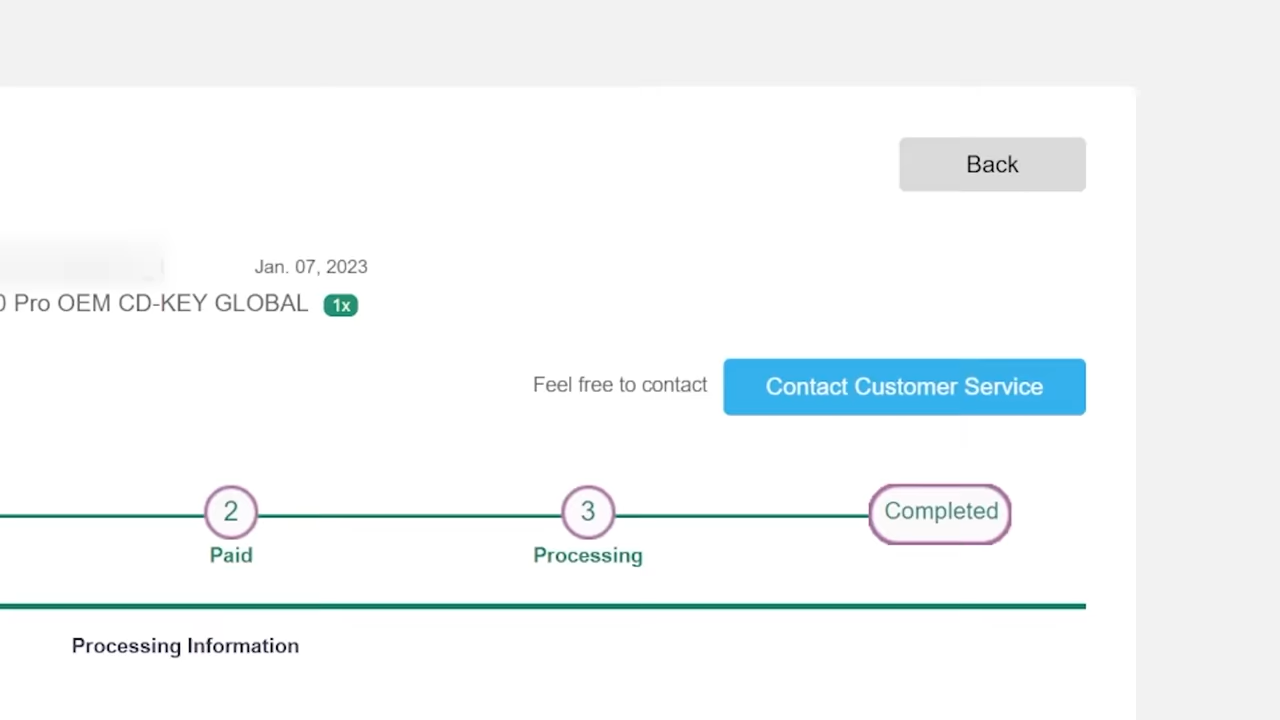 Back
Jan. 07, 2023
0 Pro OEM CD-KEY GLOBAL 1x
Feel free to contact Contact Customer Service
2 3 Completed
Paid Processing
Processing Information